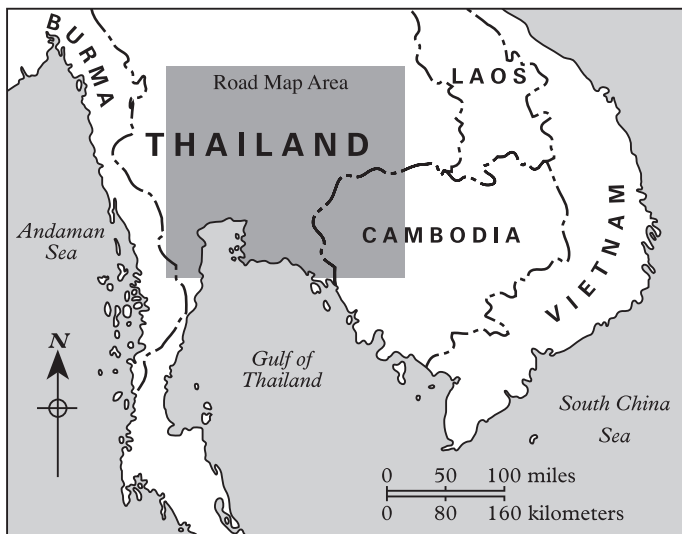 BURMA
Road Map Area
LAOS
THAILAND
Andaman
Sea
CAMBODIA
VIETNAM
N
Gulf of
Thailand
South China
Sea
0 50 100 miles
0 80 160 kilometers